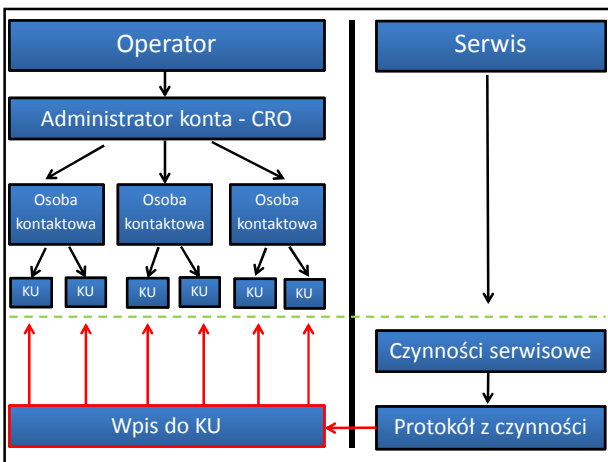 Operator
Serwis
Administrator konta - CRO
Osoba
kontaktowa
Osoba
kontaktowa
Osoba
kontaktowa
KU
KU
KU
KU
KU
KU
Czynności serwisowe
Wpis do KU
Protokół z czynności